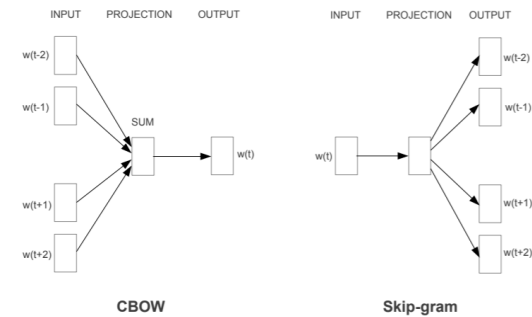 INPUT PROJECTION OUTPUT
w(t-2)
w(t-1)
SUM
w(t)
w(t+1)
w(t+2)
CBOW
INPUT PROJECTION OUTPUT
w(t-2)
w(t-1)
w(t)
w(t+1)
w(t+2)
Skip-gram